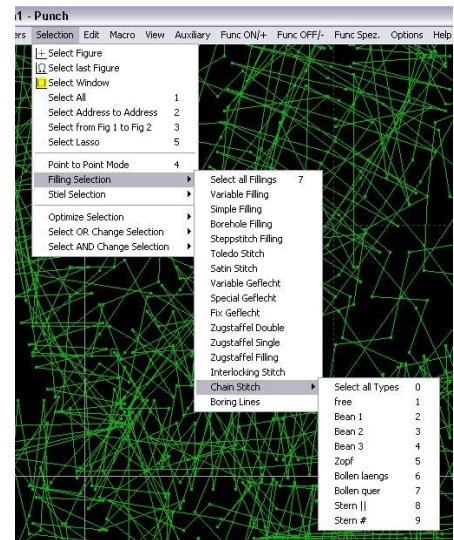 1 - Punch
ers Selection Edit Macro View Auxiliary Func ON/+ Func OFF/- Func Spez. Options Help
Select Figure
Select last Figure
Select Window
Select All 1
Select Address to Address 2
Select from Fig 1 to Fig 2 3
Select Lasso 5
Point to Point Mode 4
Filling Selection
Stiel Selection
Optimize Selection
Select OR Change Selection
Select AND Change Selection
Select all Fillings 7
Variable Filling
Simple Filling
Borehole Filling
Steppstitch Filling
Toledo Stitch
Satin Stitch
Variable Geflecht
Special Geflecht
Fix Geflecht
Zugstaffel Double
Zugstaffel Single
Zugstaffel Filling
Interlocking Stitch
Chain Stitch
Boring Lines
Select all Types 0
free 1
Bean 1 2
Bean 2 3
Bean 3 4
Zopf 5
Bollen laengs 6
Bollen quer 7
Stern || 8
Stern # 9